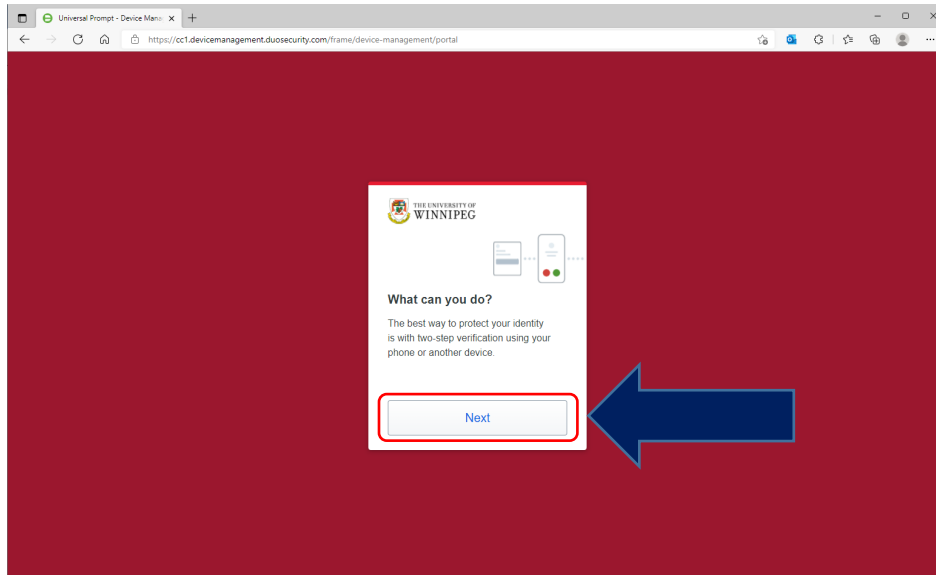 Universal Prompt - Device Mana
https://cc1.devicemanagement.duosecurity.com/frame/device-management/portal
THE UNIVERSITY OF
WINNIPEG
What can you do?
The best way to protect your identity
is with two-step verification using your
phone or another device.
Next